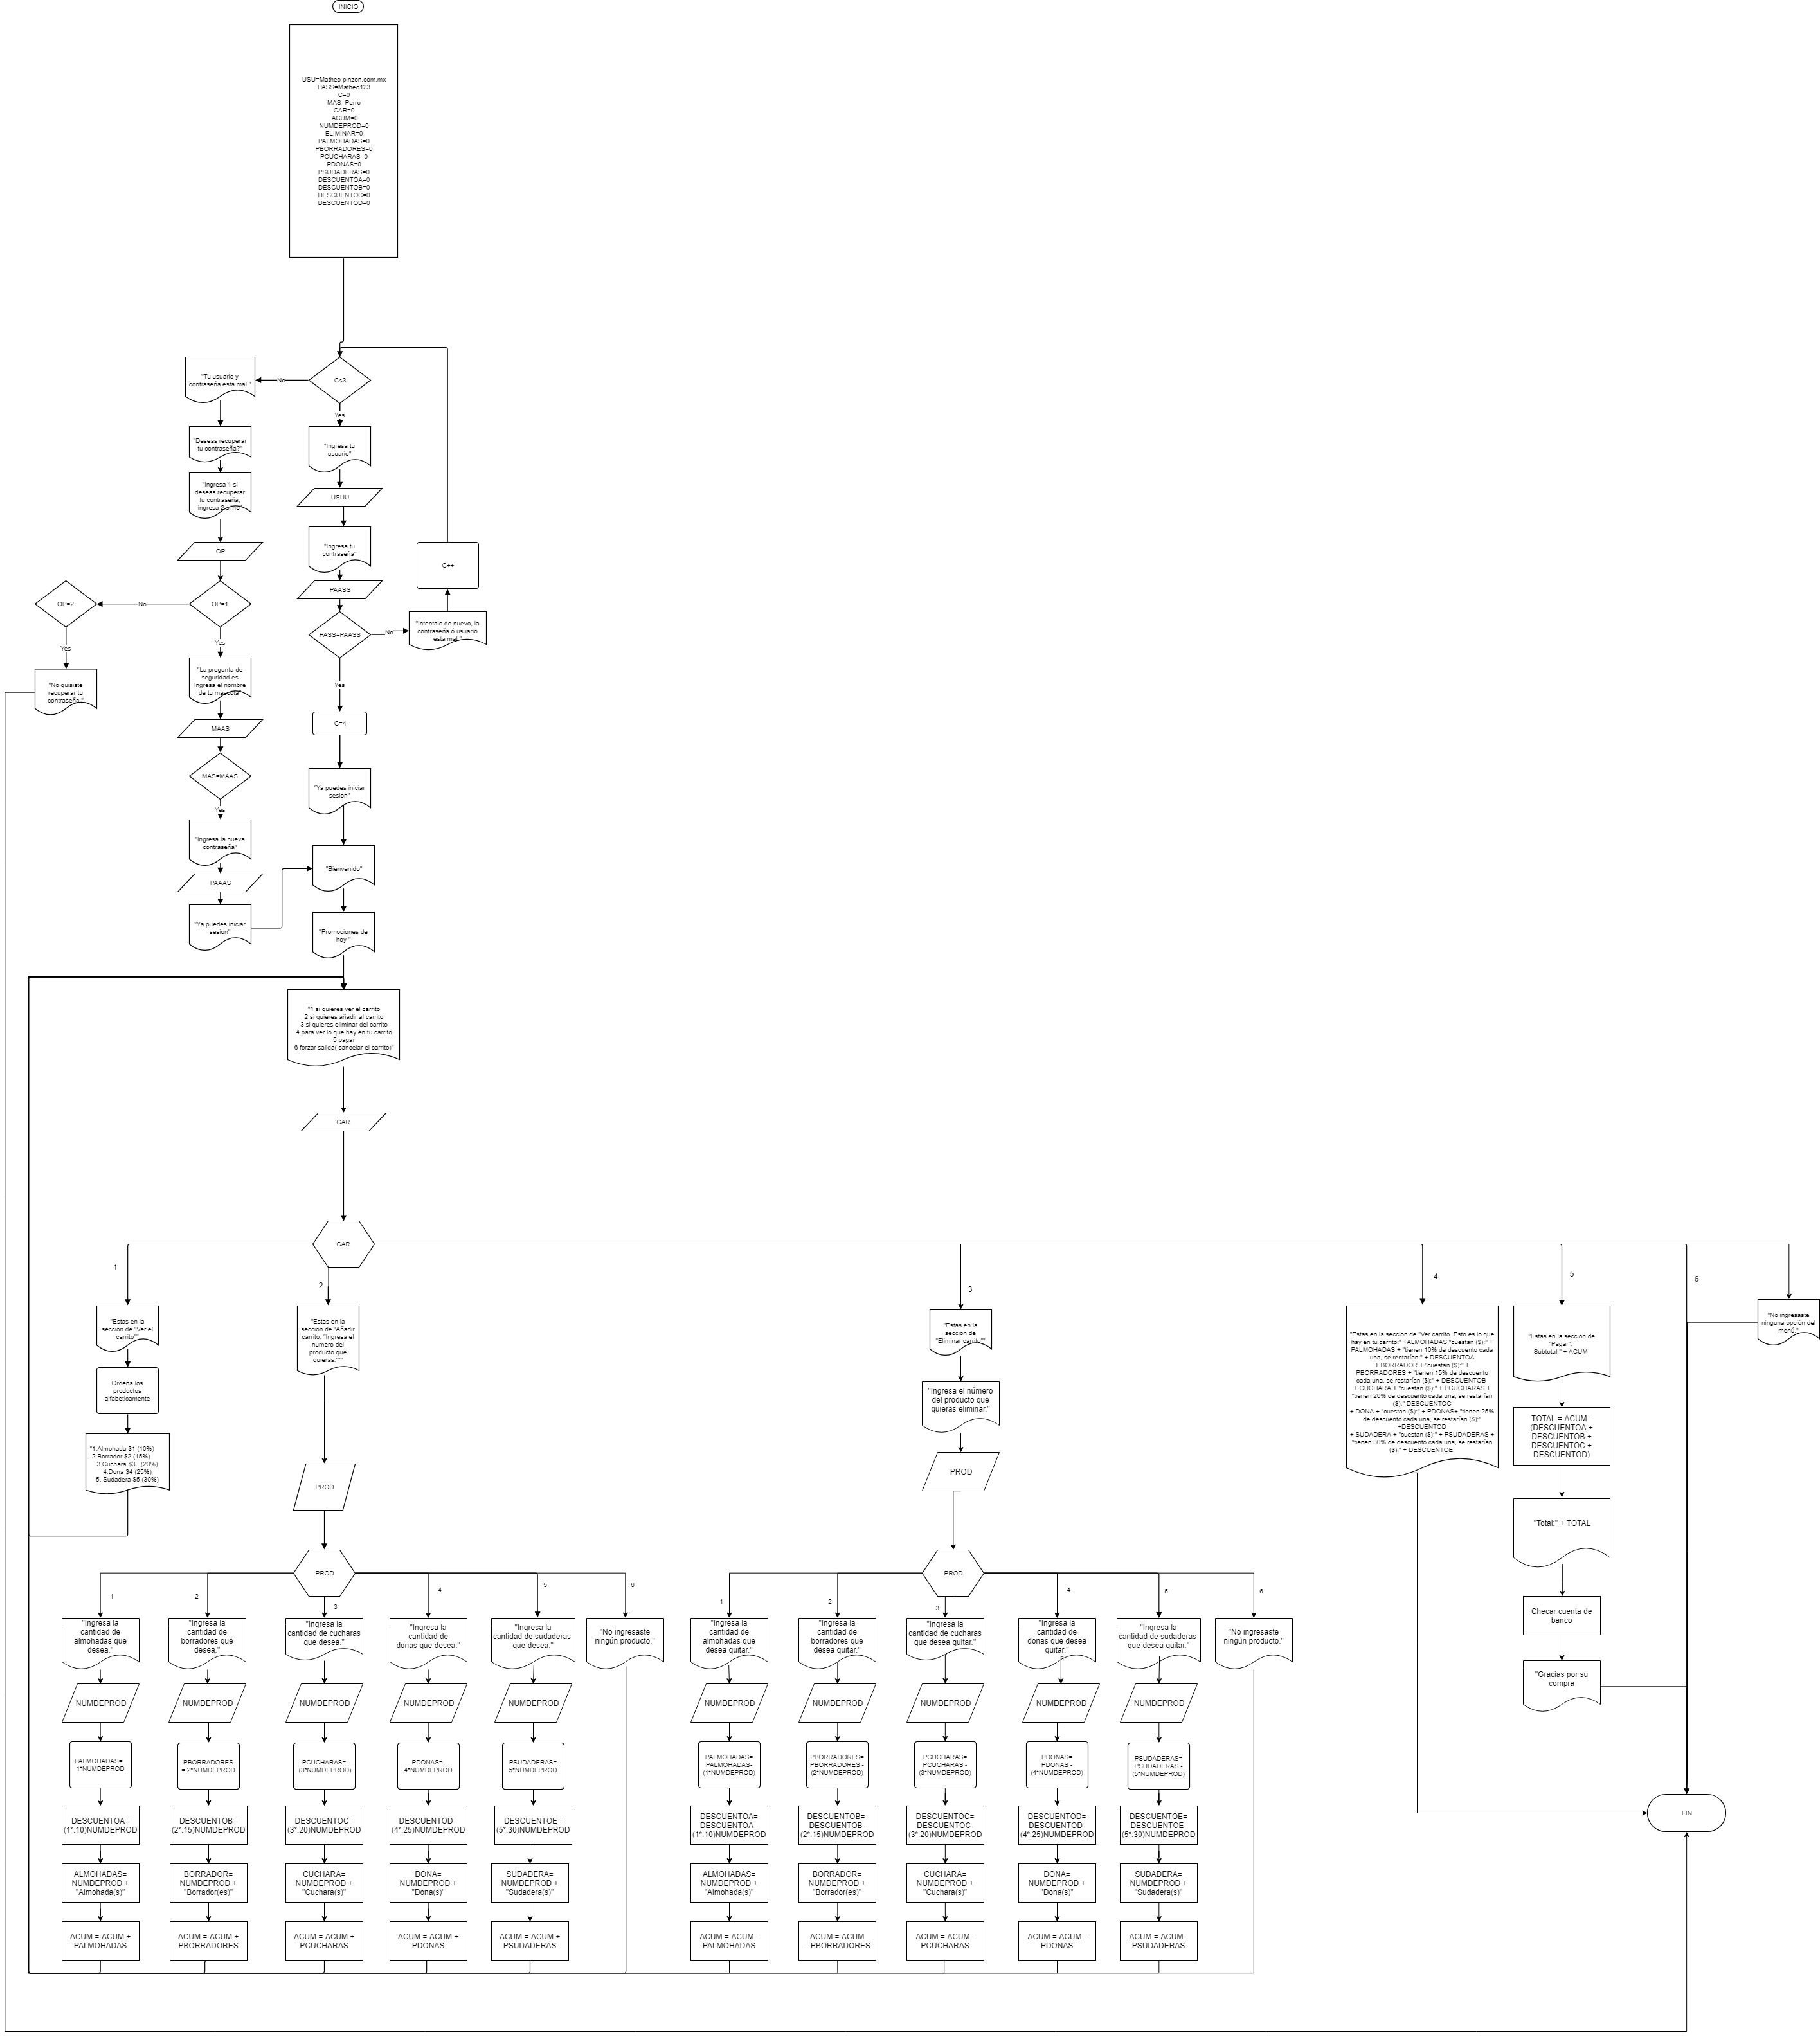 INICIO
USU=Matheo pinzon.com.mx
PASS=Matheo123
C=0
MAS=Perro
CAR=0
ACUM=0
NUMDEPROD=0
ELIMINAR=0
PALMOHADAS=0
PBORRADORES=0
PCUCHARAS=0
PDONAS=0
PSUDADERAS=0
DESCUENTOA=0
DESCUENTOB=0
DESCUENTOC=0
DESCUENTOD=0
C<3
No
Yes
"Tu usuario y
contraseña esta mal."
"Deseas recuperar
tu contraseña?"
"Ingresa 1 si
deseas recuperar
tu contraseña,
ingresa 2 si no"
OP
OP=1
No
OP=2
Yes
"No quisiste
recuperar tu
contraseña."
Yes
"La pregunta de
seguridad es
Ingresa el nombre
de tu mascota"
MAAS
MAS=MAAS
Yes
"Ingresa la nueva
contraseña"
PAAAS
"Ya puedes iniciar
sesion"
"Ingresa tu
usuario"
USUU
"Ingresa tu
contraseña"
PAASS
PASS=PAASS
No
"Intentalo de nuevo, la
contraseña ó usuario
esta mal."
C++
Yes
C=4
"Ya puedes iniciar
sesion"
"Bienvenido"
"Promociones de
hoy "
"1 si quieres ver el carrito
2 si quieres añadir al carrito
3 si quieres eliminar del carrito
4 para ver lo que hay en tu carrito
5 pagar
6 forzar salida( cancelar el carrito)"
CAR
CAR
1
"Estas en la
seccion de "Ver el
carrito""
Ordena los
productos
alfabeticamente
"1.Almohada $1 (10%)
2.Borrador $2 (15%)
3.Cuchara $3 (20%)
4.Dona $4 (25%)
5. Sudadera $5 (30%)
2
"Estas en la
seccion de "Añadir
carrito. "Ingresa el
numero del
producto que
quieras."""
PROD
PROD
1
"Ingresa la
cantidad de
almohadas que
desea."
NUMDEPROD
PALMOHADAS=
1*NUMDEPROD
DESCUENTOA=
(1*.10)NUMDEPROD
ALMOHADAS=
NUMDEPROD +
"Almohada(s)"
ACUM = ACUM +
PALMOHADAS
2
"Ingresa la
cantidad de
borradores que
desea."
NUMDEPROD
PBORRADORES
= 2*NUMDEPROD
DESCUENTOB=
(2*.15)NUMDEPROD
BORRADOR=
NUMDEPROD +
"Borrador(es)"
ACUM = ACUM +
PBORRADORES
3
"Ingresa la
cantidad de cucharas
que desea."
NUMDEPROD
PCUCHARAS=
(3*NUMDEPROD)
DESCUENTOC=
(3*.20)NUMDEPROD
CUCHARA=
NUMDEPROD +
"Cuchara(s)"
ACUM = ACUM +
PCUCHARAS
4
"Ingresa la
cantidad de
donas que desea."
NUMDEPROD
PDONAS=
4*NUMDEPROD
DESCUENTOD=
(4*.25)NUMDEPROD
DONA=
NUMDEPROD +
"Dona(s)"
ACUM = ACUM +
PDONAS
5
"Ingresa la
cantidad de sudaderas
que desea."
NUMDEPROD
PSUDADERAS=
5*NUMDEPROD
DESCUENTOE=
(5*.30)NUMDEPROD
SUDADERA=
NUMDEPROD +
"Sudadera(s)"
ACUM = ACUM +
PSUDADERAS
6
"No ingresaste
ningún producto."
3
"Estas en la
seccion de
"Eliminar carrito""
"Ingresa el número
del producto que
quieras eliminar."
PROD
PROD
1
"Ingresa la
cantidad de
almohadas que
desea quitar."
NUMDEPROD
PALMOHADAS=
PALMOHADAS-
(1*NUMDEPROD)
DESCUENTOA=
DESCUENTOA -
(1*.10)NUMDEPROD
ALMOHADAS=
NUMDEPROD +
"Almohada(s)"
ACUM = ACUM -
PALMOHADAS
2
"Ingresa la
cantidad de
borradores que
desea quitar."
NUMDEPROD
PBORRADORES=
PBORRADORES -
(2*NUMDEPROD)
DESCUENTOB=
DESCUENTOB-
(2*.15)NUMDEPROD
BORRADOR=
NUMDEPROD +
"Borrador(es)"
ACUM = ACUM
- PBORRADORES
3
"Ingresa la
cantidad de cucharas
que desea quitar."
NUMDEPROD
PCUCHARAS=
PCUCHARAS -
(3*NUMDEPROD)
DESCUENTOC=
DESCUENTOC-
(3*.20)NUMDEPROD
CUCHARA=
NUMDEPROD +
"Cuchara(s)"
ACUM = ACUM -
PCUCHARAS
4
"Ingresa la
cantidad de
donas que desea
quitar."
NUMDEPROD
PDONAS=
PDONAS -
(4*NUMDEPROD)
DESCUENTOD=
DESCUENTOD-
(4*.25)NUMDEPROD
DONA=
NUMDEPROD +
"Dona(s)"
ACUM = ACUM -
PDONAS
5
"Ingresa la
cantidad de sudaderas
que desea quitar."
NUMDEPROD
PSUDADERAS=
PSUDADERAS -
(5*NUMDEPROD)
DESCUENTOE=
DESCUENTOE-
(5*.30)NUMDEPROD
SUDADERA=
NUMDEPROD +
"Sudadera(s)"
ACUM = ACUM -
PSUDADERAS
6
"No ingresaste
ningún producto."
4
"Estas en la seccion de "Ver carrito. Esto es lo que
hay en tu carrito:" +ALMOHADAS "cuestan ($):" +
PALMOHADAS + "tienen 10% de descuento cada
una, se rentarían:" + DESCUENTOA
+ BORRADOR + "cuestan ($):" +
PBORRADORES + "tienen 15% de descuento
cada una, se restarían ($):" + DESCUENTOB
+ CUCHARA + "cuestan ($):" + PCUCHARAS +
"tienen 20% de descuento cada una, se restarían
($):" DESCUENTOC
+ DONA + "cuestan ($):" + PDONAS+ "tienen 25%
de descuento cada una, se restarían ($):"
+DESCUENTOD
+ SUDADERA + "cuestan ($):" + PSUDADERAS +
"tienen 30% de descuento cada una, se restarían
($):" + DESCUENTOE
5
"Estas en la seccion de
"Pagar".
Subtotal:" + ACUM
TOTAL = ACUM -
(DESCUENTOA +
DESCUENTOB +
DESCUENTOC +
DESCUENTOD)
"Total:" + TOTAL
Checar cuenta de
banco
"Gracias por su
compra
6
"No ingresaste
ninguna opción del
menú."
FIN